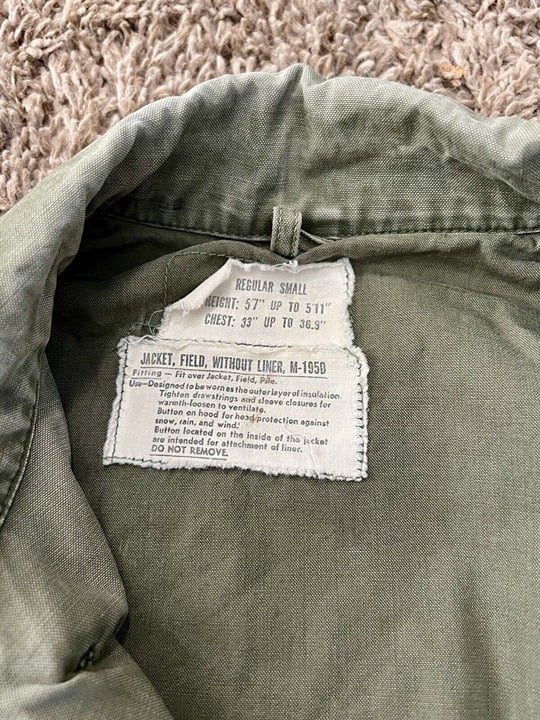 REGULAR SMALL
HEIGHT: 5'7" UP TO 5'11"
CHEST: 33" UP TO 36.9"
JACKET, FIELD, WITHOUT LINER, M-1950
Fitting — Fit over Jacket, Field, Pile.
Use—Designed to be worn as the outer layer of insulation.
Tighten drawstrings and sleeve closures for
warmth-loosen to ventilate.
Button on hood for head protection against
snow, rain, and wind.
Button located on the inside of the jacket
are intended for attachment of liner.
DO NOT REMOVE.